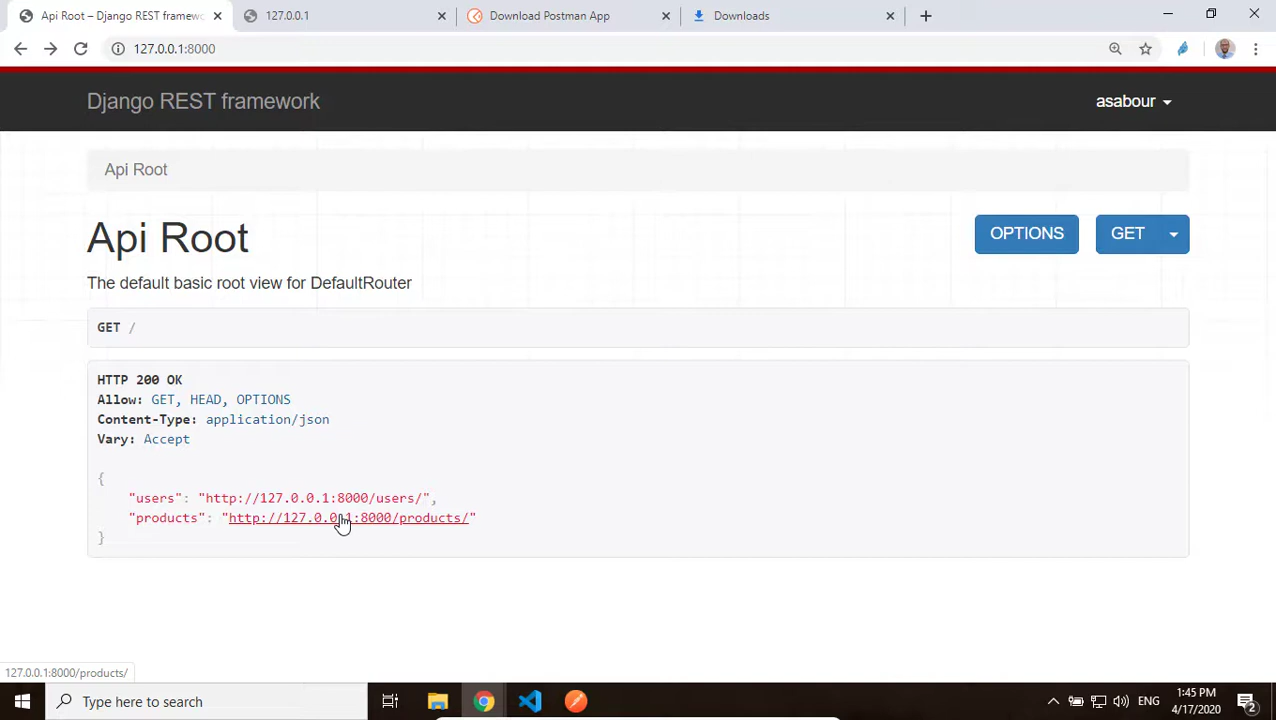 Api Root – Django REST framewo
127.0.0.1
Download Postman App
Downloads
127.0.0.1:8000
Django REST framework
asabour
Api Root
Api Root
OPTIONS
GET
The default basic root view for DefaultRouter
GET /
HTTP 200 OK
Allow: GET, HEAD, OPTIONS
Content-Type: application/json
Vary: Accept
{
"users": "http://127.0.0.1:8000/users/",
"products": "http://127.0.0.1:8000/products/"
}
127.0.0.1:8000/products/
Type here to search
ENG
1:45 PM
4/17/2020
2